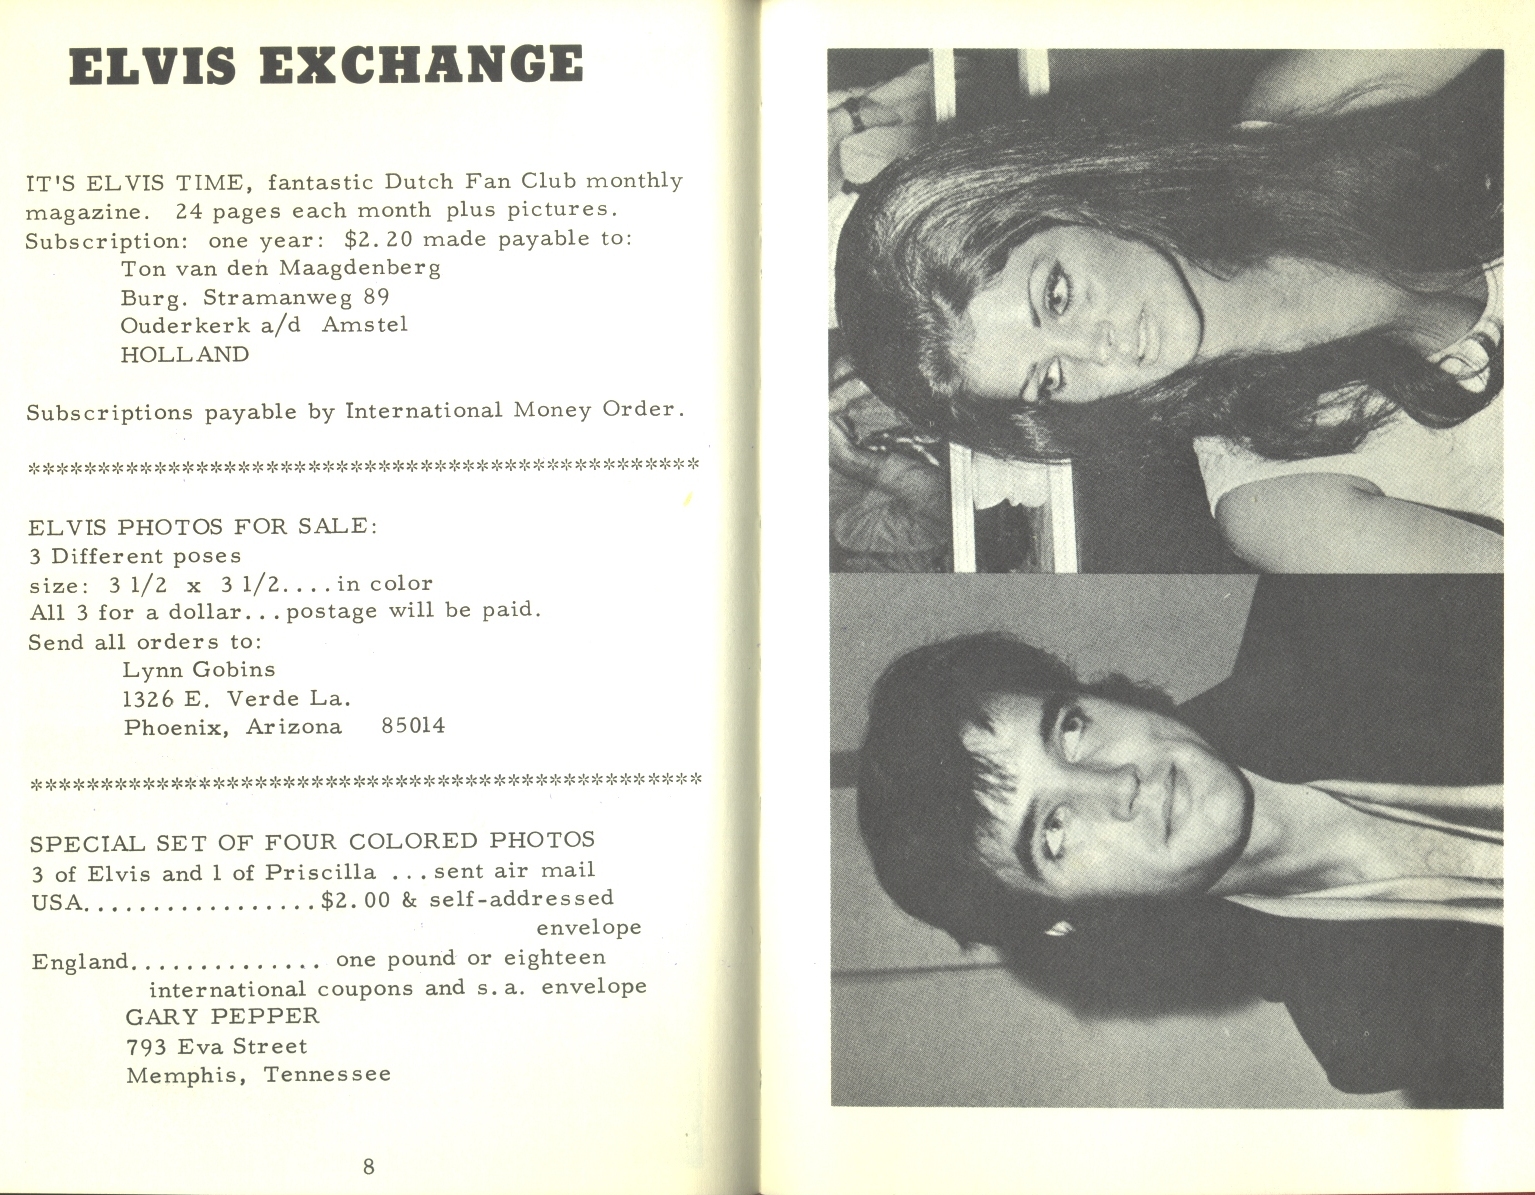 ELVIS EXCHANGE
IT'S ELVIS TIME, fantastic Dutch Fan Club monthly
magazine. 24 pages each month plus pictures.
Subscription: one year: $2.20 made payable to:
Ton van den Maagdenberg
Burg. Stramanweg 89
Ouderkerk a/d Amstel
HOLLAND
Subscriptions payable by International Money Order.
************************************************
ELVIS PHOTOS FOR SALE:
3 Different poses
size: 3 1/2 x 3 1/2....in color
All 3 for a dollar...postage will be paid.
Send all orders to:
Lynn Gobins
1326 E. Verde La.
Phoenix, Arizona 85014
************************************************
SPECIAL SET OF FOUR COLORED PHOTOS
3 of Elvis and 1 of Priscilla ...sent air mail
USA.................$2.00 & self-addressed
envelope
England.............. one pound or eighteen
international coupons and s.a. envelope
GARY PEPPER
793 Eva Street
Memphis, Tennessee
8